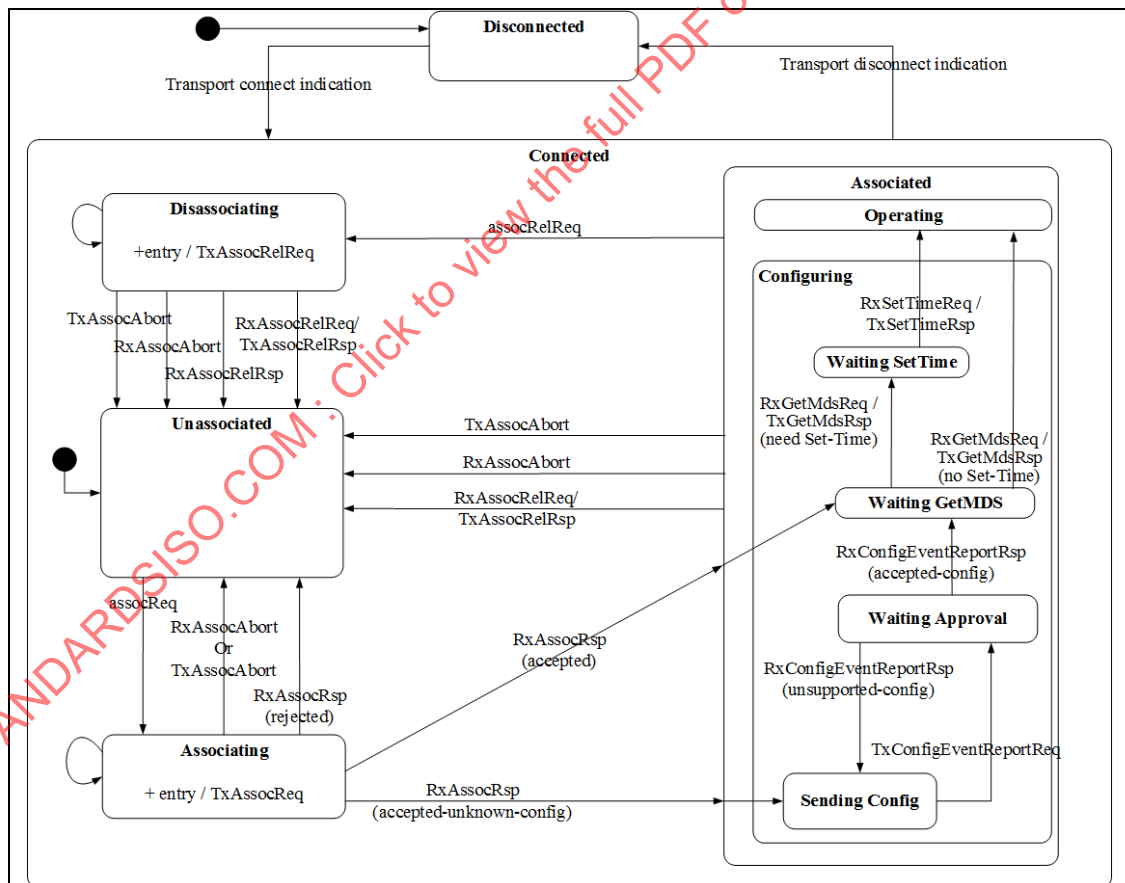 Disconnected
Transport connect indication
Transport disconnect indication
Connected
Associated
Disassociating
+entry / TxAssocRelReq
assocRelReq
Operating
Configuring
RxSetTimeReq /
TxSetTimeRsp
TxAssocAbort
RxAssocAbort
RxAssocRelRsp
RxAssocRelReq/
TxAssocRelRsp
Waiting SetTime
RxGetMdsReq /
TxGetMdsRsp
(need Set-Time)
RxGetMdsReq /
TxGetMdsRsp
(no Set-Time)
Unassociated
TxAssocAbort
RxAssocAbort
RxAssocRelReq/
TxAssocRelRsp
Waiting GetMDS
RxConfigEventReportRsp
(accepted-config)
Waiting Approval
assocReq
RxAssocAbort
Or
TxAssocAbort
RxAssocRsp
(rejected)
RxAssocRsp
(accepted)
RxConfigEventReportRsp
(unsupported-config)
TxConfigEventReportReq
Associating
+ entry / TxAssocReq
RxAssocRsp
(accepted-unknown-config)
Sending Config
ANDARDSISO.COM : Click to view the full PDF